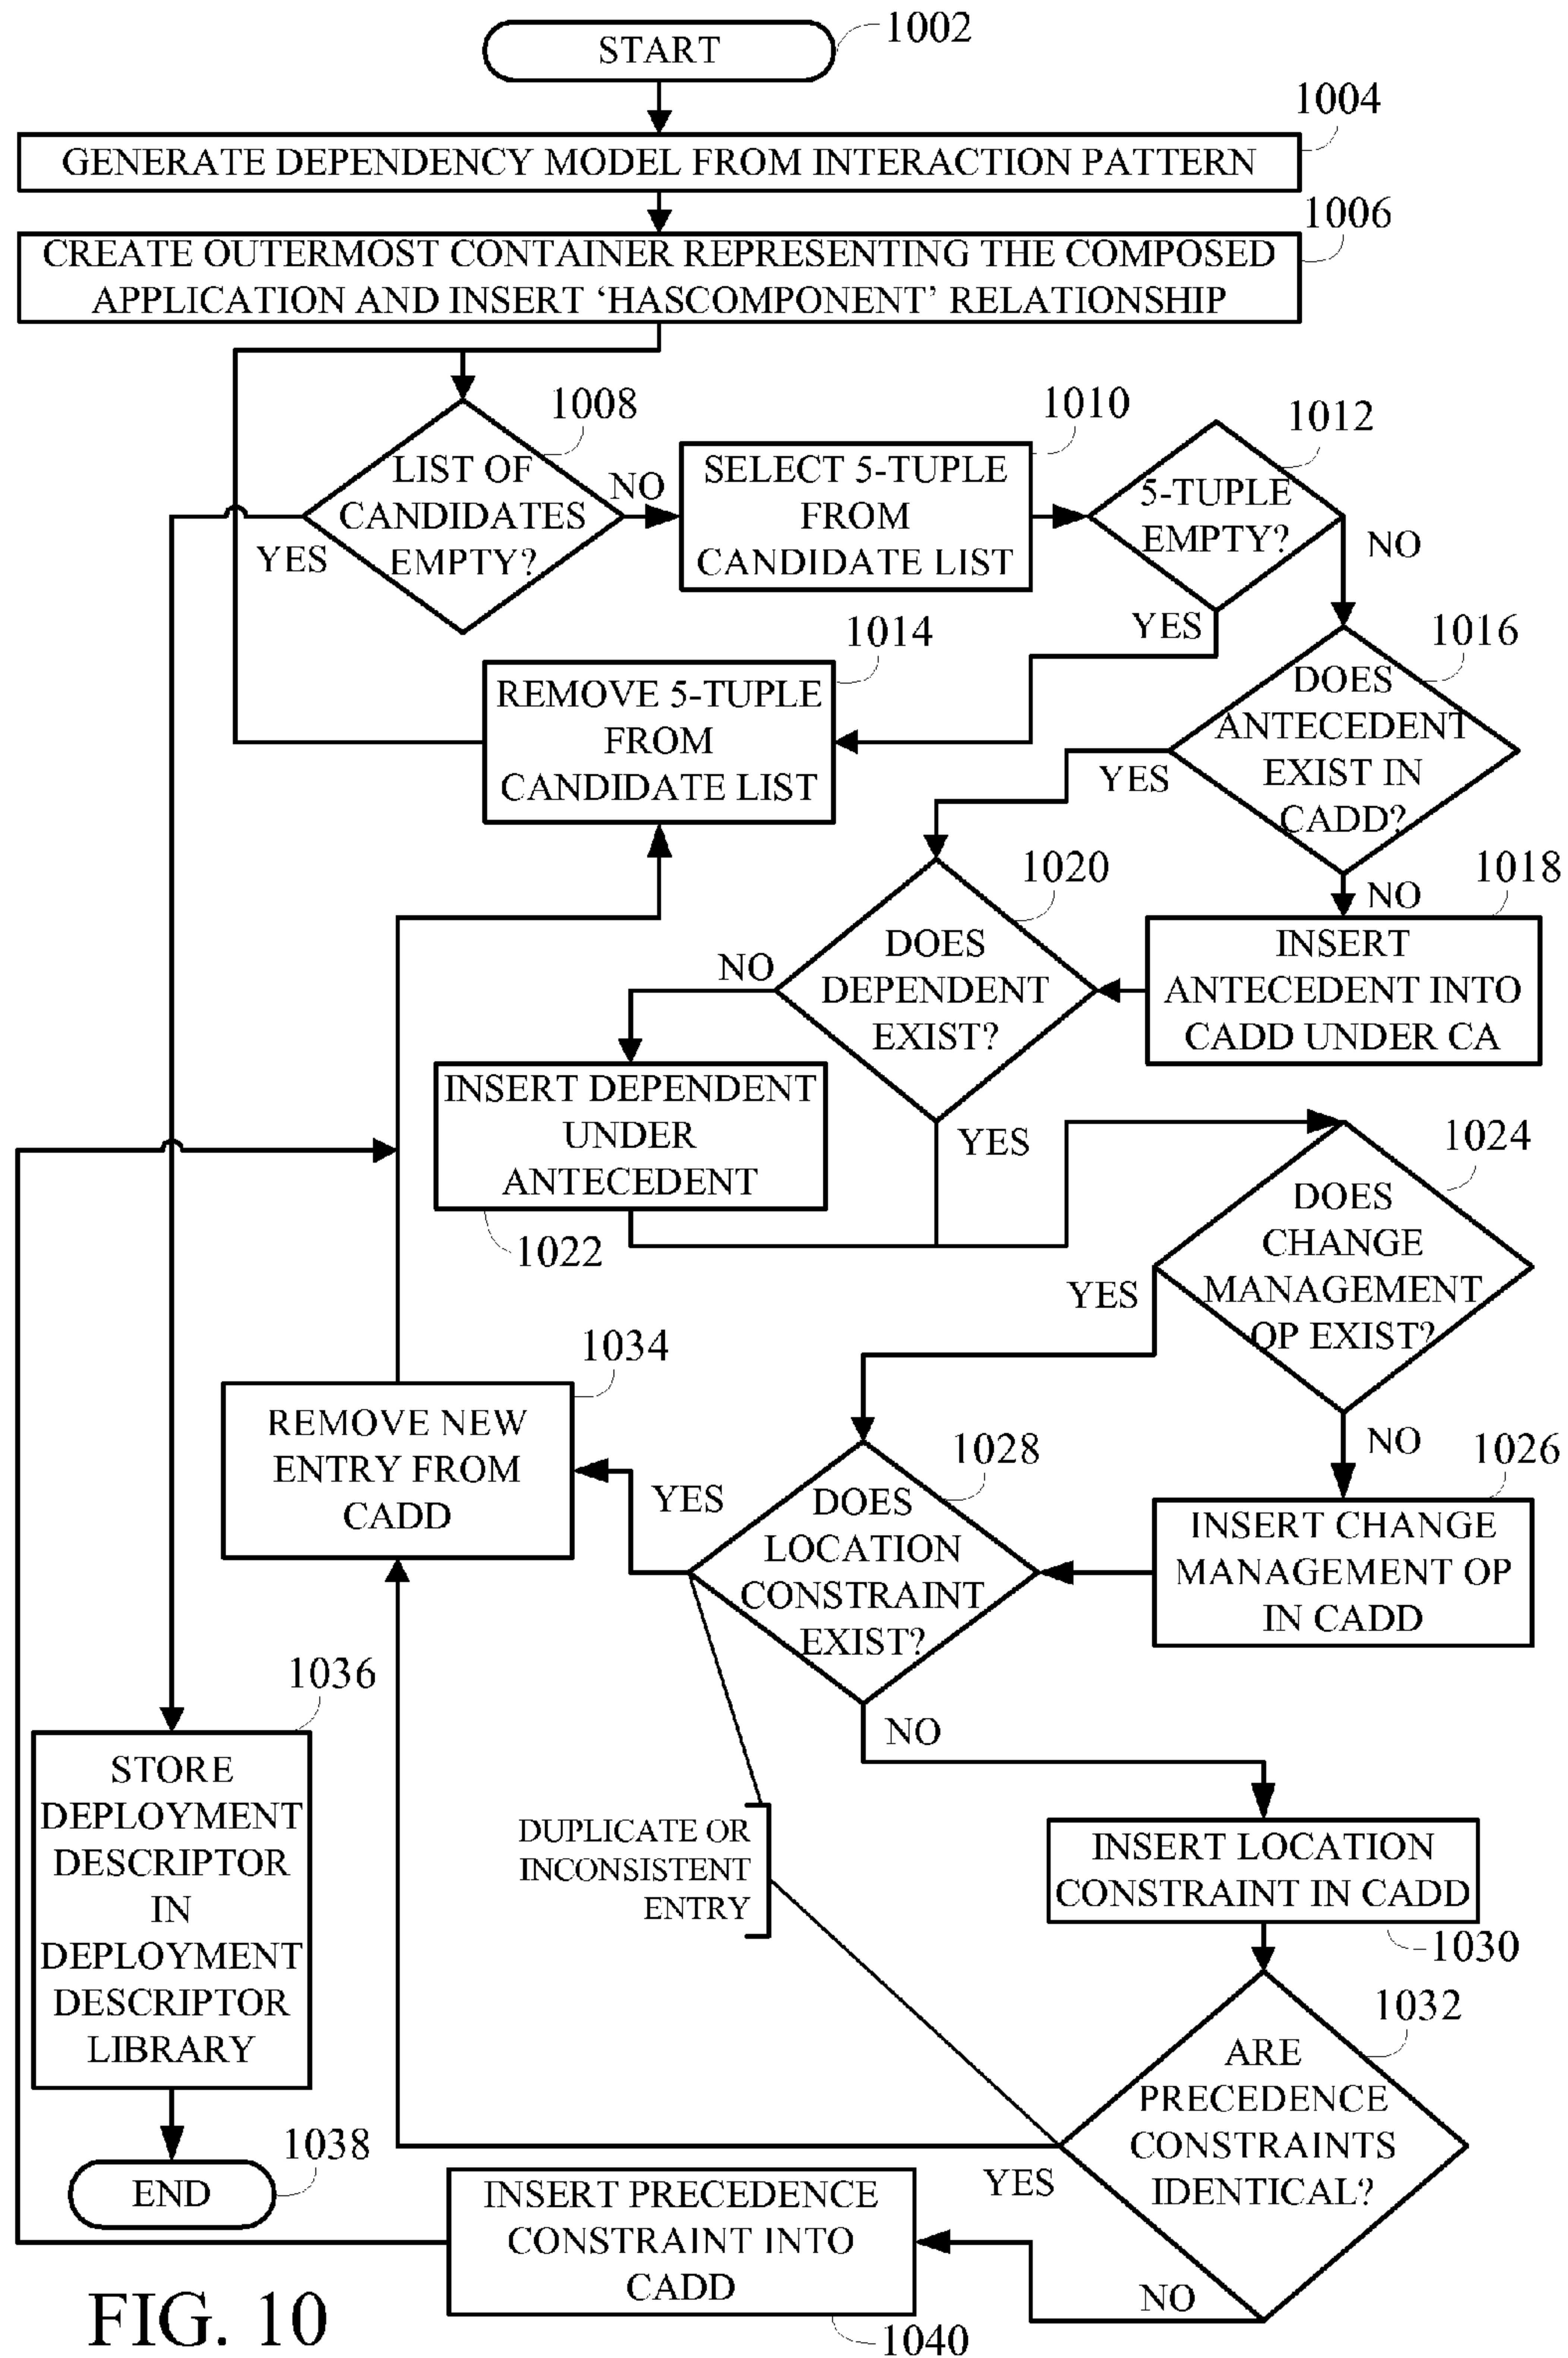 START
1002
1004
GENERATE DEPENDENCY MODEL FROM INTERACTION PATTERN
1006
CREATE OUTERMOST CONTAINER REPRESENTING THE COMPOSED
APPLICATION AND INSERT ‘HASCOMPONENT’ RELATIONSHIP
1008
LIST OF
CANDIDATES
EMPTY?
YES
NO
1010
SELECT 5-TUPLE
FROM
CANDIDATE LIST
1012
5-TUPLE
EMPTY?
NO
YES
1014
REMOVE 5-TUPLE
FROM
CANDIDATE LIST
1016
DOES
ANTECEDENT
EXIST IN
CADD?
YES
NO
1018
INSERT
ANTECEDENT INTO
CADD UNDER CA
1020
DOES
DEPENDENT
EXIST?
NO
YES
INSERT DEPENDENT
UNDER
ANTECEDENT
1022
1024
DOES
CHANGE
MANAGEMENT
OP EXIST?
YES
NO
1026
INSERT CHANGE
MANAGEMENT OP
IN CADD
1028
DOES
LOCATION
CONSTRAINT
EXIST?
YES
NO
1034
REMOVE NEW
ENTRY FROM
CADD
DUPLICATE OR
INCONSISTENT
ENTRY
INSERT LOCATION
CONSTRAINT IN CADD
1030
1032
ARE
PRECEDENCE
CONSTRAINTS
IDENTICAL?
YES
NO
1036
STORE
DEPLOYMENT
DESCRIPTOR
IN
DEPLOYMENT
DESCRIPTOR
LIBRARY
1038
END
INSERT PRECEDENCE
CONSTRAINT INTO
CADD
1040
FIG. 10